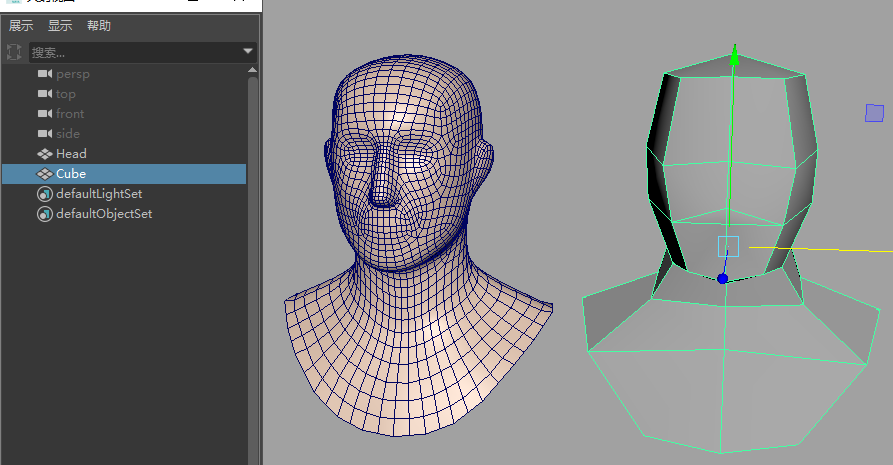 展示 显示 帮助
搜索...
persp
top
front
side
Head
Cube
defaultLightSet
defaultObjectSet